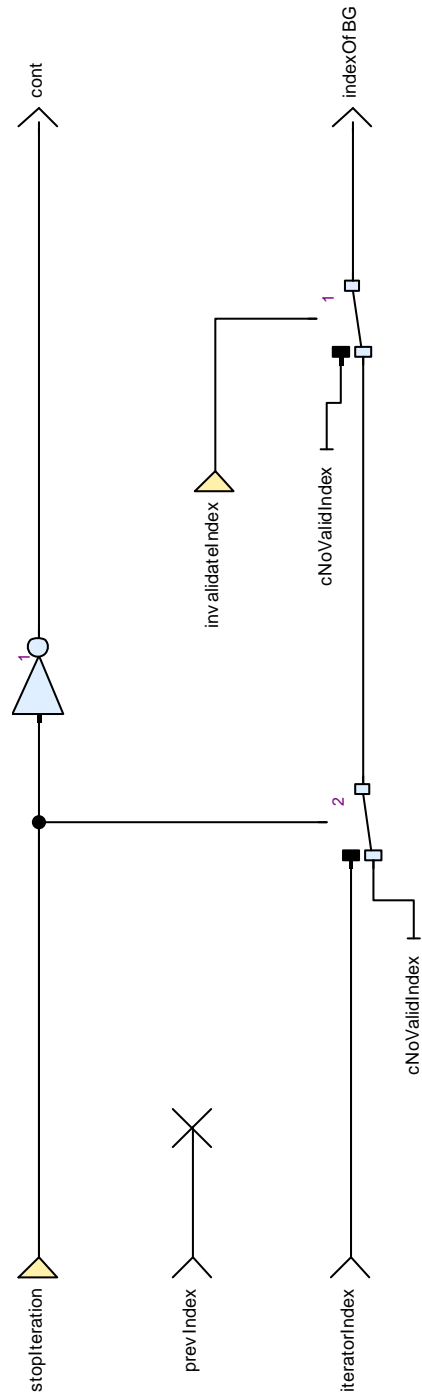 stopIteration
1
cont
prevIndex
invalidateIndex
iteratorIndex
2
cNoValidIndex
cNoValidIndex
1
indexOfBG